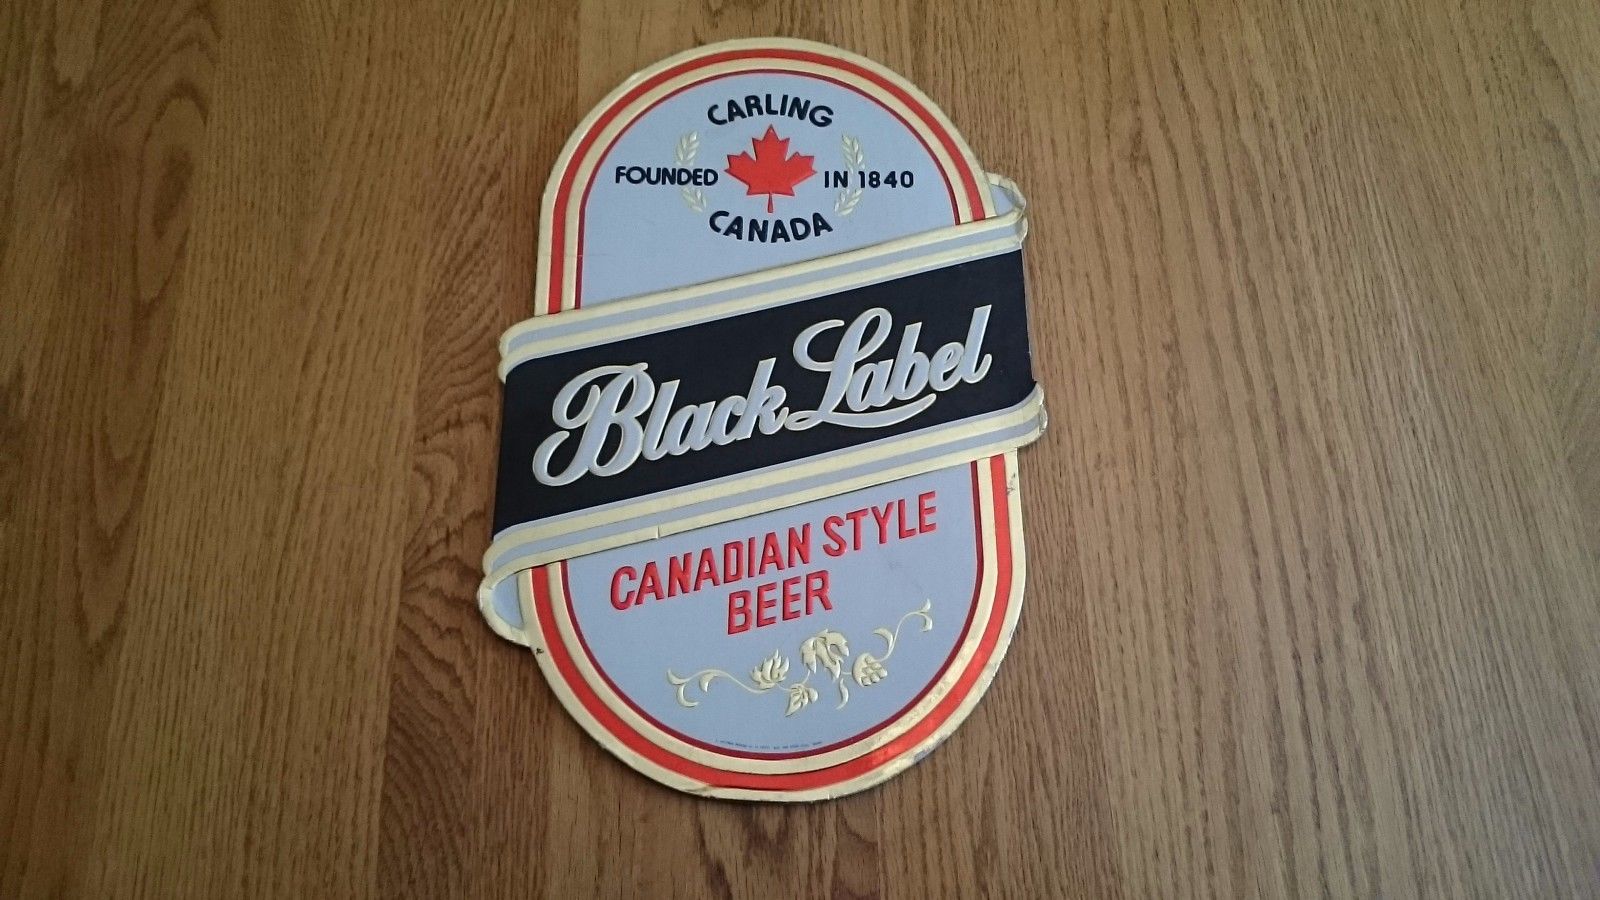 CARLING
FOUNDED IN 1840
CANADA
Black Label
CANADIAN STYLE
BEER